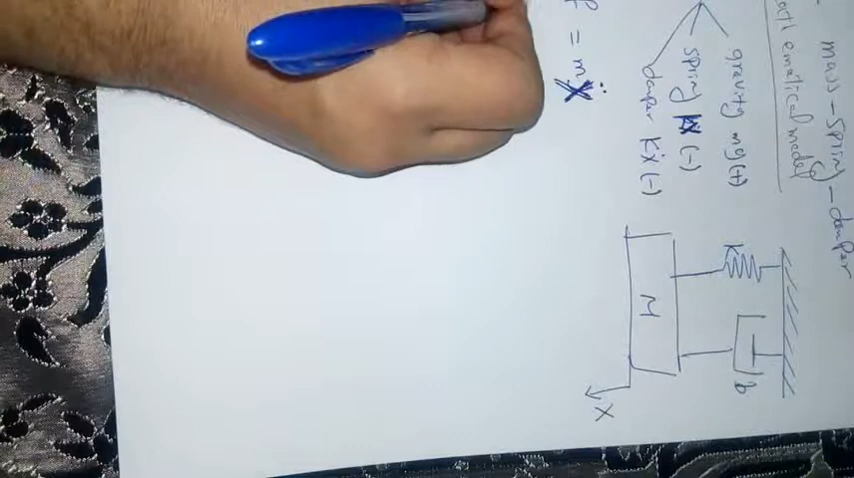 mass-spring-damper
mathematical model
gravity mg (+)
spring kx (-)
damper kẋ (-)
= mẍ
K
b
M
X